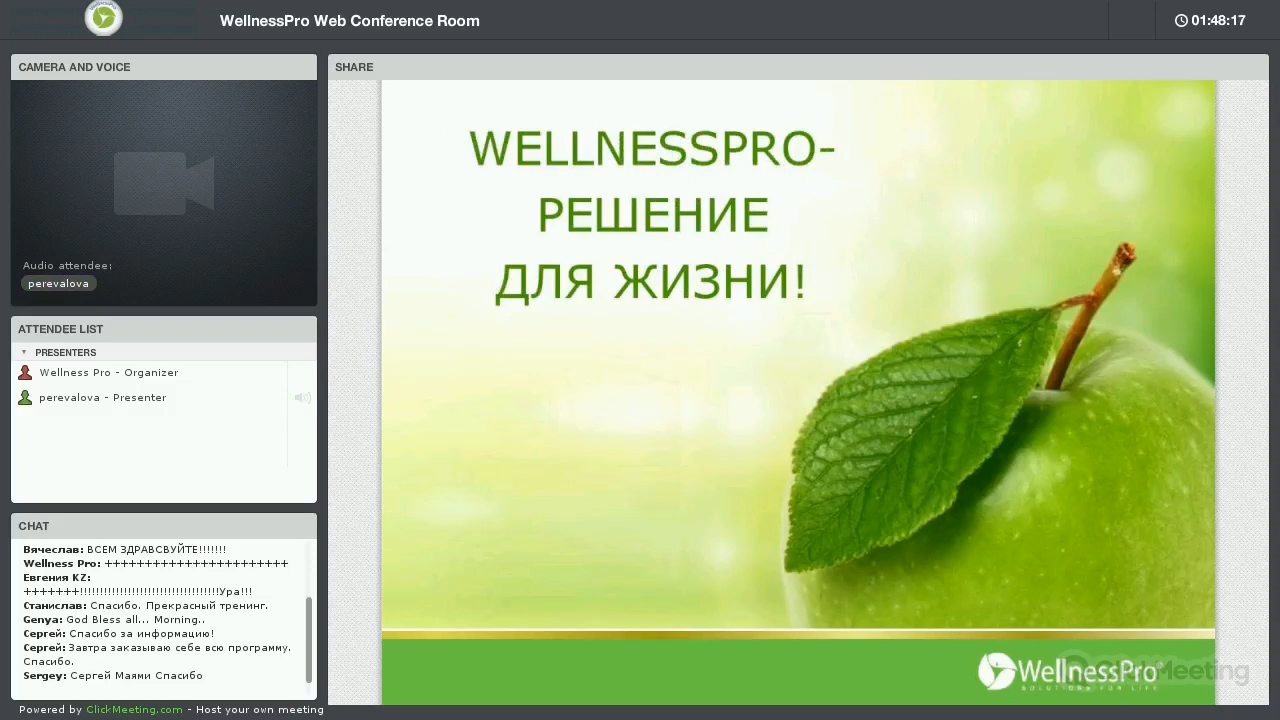 WellnessPro Web Conference Room
01:48:17
CAMERA AND VOICE
Audio attendee:
perevalova
ATTENDEE LIST
PRESENTERS
Wellness Pro - Organizer
perevalova - Presenter
CHAT
Вячеслав: ВСЕМ ЗДРАВСВУЙТЕ!!!!!!!
Wellness Pro: ++++++++++++++++++++++++
Евгения KZ:
Станислав: Спасибо. Прекрасный тренинг.
God Bless all... Morning..
Сергей: Спасибо за информацию!
Сергей: Завтра заказываю себе всю программу.
Спасибо
Сергей: Сергей Маями Спасибо
Powered by ClickMeeting.com - Host your own meeting
SHARE
WELLNESSPRO-
РЕШЕНИЕ
ДЛЯ ЖИЗНИ!
WellnessPro
SOLUTIONS FOR LIFE
Meeting